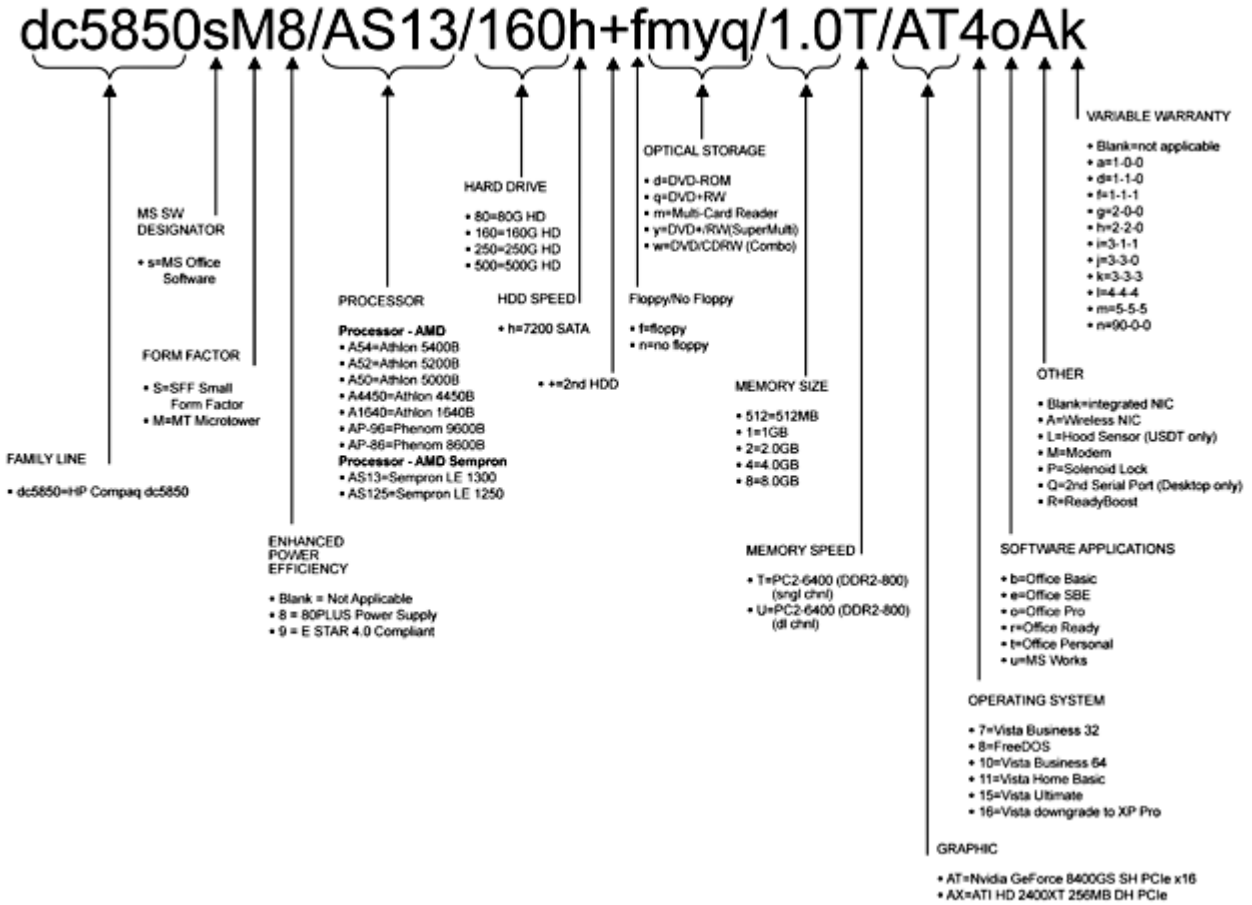 dc5850sM8/AS13/160h+fmyq/1.0T/AT4oAk
VARIABLE WARRANTY
• Blank=not applicable
• a=1-0-0
• d=1-1-0
• f=1-1-1
• g=2-0-0
• h=2-2-0
• i=3-1-1
• j=3-3-0
• k=3-3-3
• l=4-4-4
• m=5-5-5
• n=90-0-0
OPTICAL STORAGE
• d=DVD-ROM
• q=DVD+RW
• m=Multi-Card Reader
• y=DVD+/RW(SuperMulti)
• w=DVD/CDRW (Combo)
HARD DRIVE
• 80=80G HD
• 160=160G HD
• 250=250G HD
• 500=500G HD
MS SW
DESIGNATOR
• s=MS Office
Software
PROCESSOR
Processor - AMD
• A54=Athlon 5400B
• A52=Athlon 5200B
• A50=Athlon 5000B
• A4450=Athlon 4450B
• A1640=Athlon 1640B
• AP-96=Phenom 9600B
• AP-86=Phenom 8600B
Processor - AMD Sempron
• AS13=Sempron LE 1300
• AS125=Sempron LE 1250
HDD SPEED
• h=7200 SATA
Floppy/No Floppy
• f=floppy
• n=no floppy
FORM FACTOR
• S=SFF Small
Form Factor
• M=MT Microtower
• +=2nd HDD
MEMORY SIZE
• 512=512MB
• 1=1GB
• 2=2.0GB
• 4=4.0GB
• 8=8.0GB
OTHER
• Blank=integrated NIC
• A=Wireless NIC
• L=Hood Sensor (USDT only)
• M=Modem
• P=Solenoid Lock
• Q=2nd Serial Port (Desktop only)
• R=ReadyBoost
FAMILY LINE
• dc5850=HP Compaq dc5850
ENHANCED
POWER
EFFICIENCY
• Blank = Not Applicable
• 8 = 80PLUS Power Supply
• 9 = E STAR 4.0 Compliant
MEMORY SPEED
• T=PC2-6400 (DDR2-800)
(sngl chnl)
• U=PC2-6400 (DDR2-800)
(dl chnl)
SOFTWARE APPLICATIONS
• b=Office Basic
• e=Office SBE
• o=Office Pro
• r=Office Ready
• t=Office Personal
• u=MS Works
OPERATING SYSTEM
• 7=Vista Business 32
• 8=FreeDOS
• 10=Vista Business 64
• 11=Vista Home Basic
• 15=Vista Ultimate
• 16=Vista downgrade to XP Pro
GRAPHIC
• AT=Nvidia GeForce 8400GS SH PCIe x16
• AX=ATI HD 2400XT 256MB DH PCIe